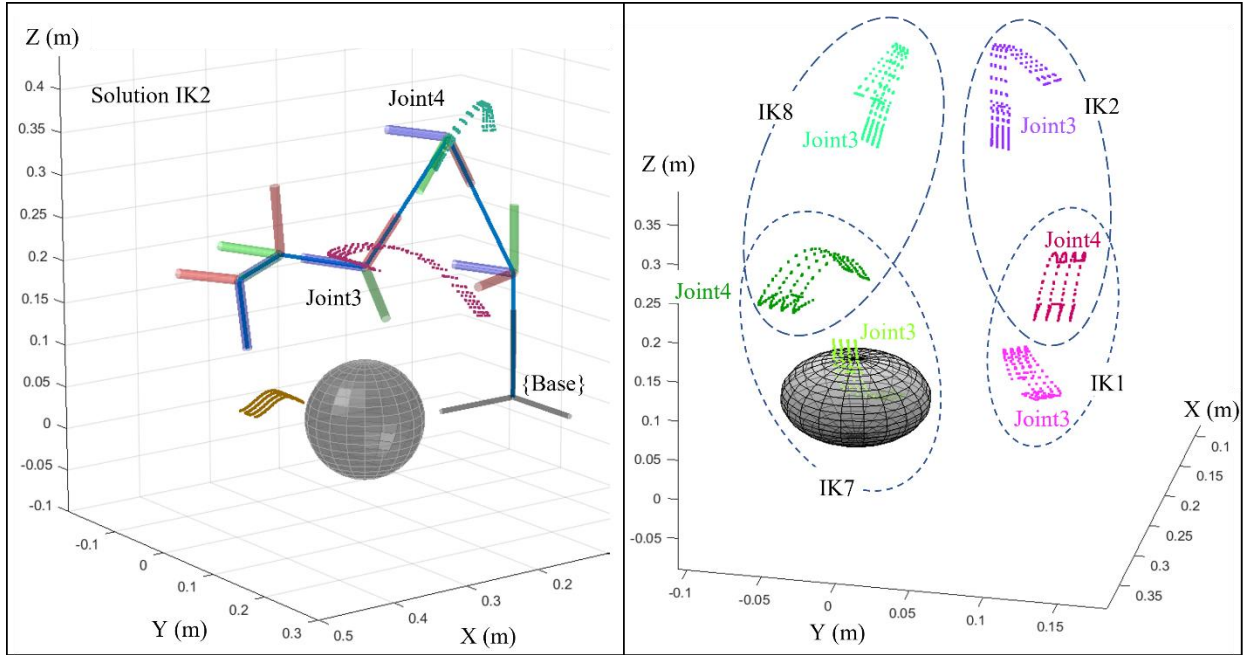 Z (m)
Solution IK2
0.4
0.35
0.3
0.25
0.2
0.15
0.1
0.05
0
-0.05
-0.1
Joint4
Joint3
{Base}
-0.1
0
0.1
0.2
0.3
Y (m)
0.5
0.4
0.3
0.2
X (m)
IK8
Joint3
Joint3
IK2
Z (m)
0.35
0.3
0.25
0.2
0.15
0.1
0.05
0
-0.05
Joint4
Joint4
Joint3
Joint3
IK1
IK7
X (m)
0.1
0.15
0.2
0.25
0.3
0.35
-0.1
-0.05
0
0.05
0.1
0.15
Y (m)